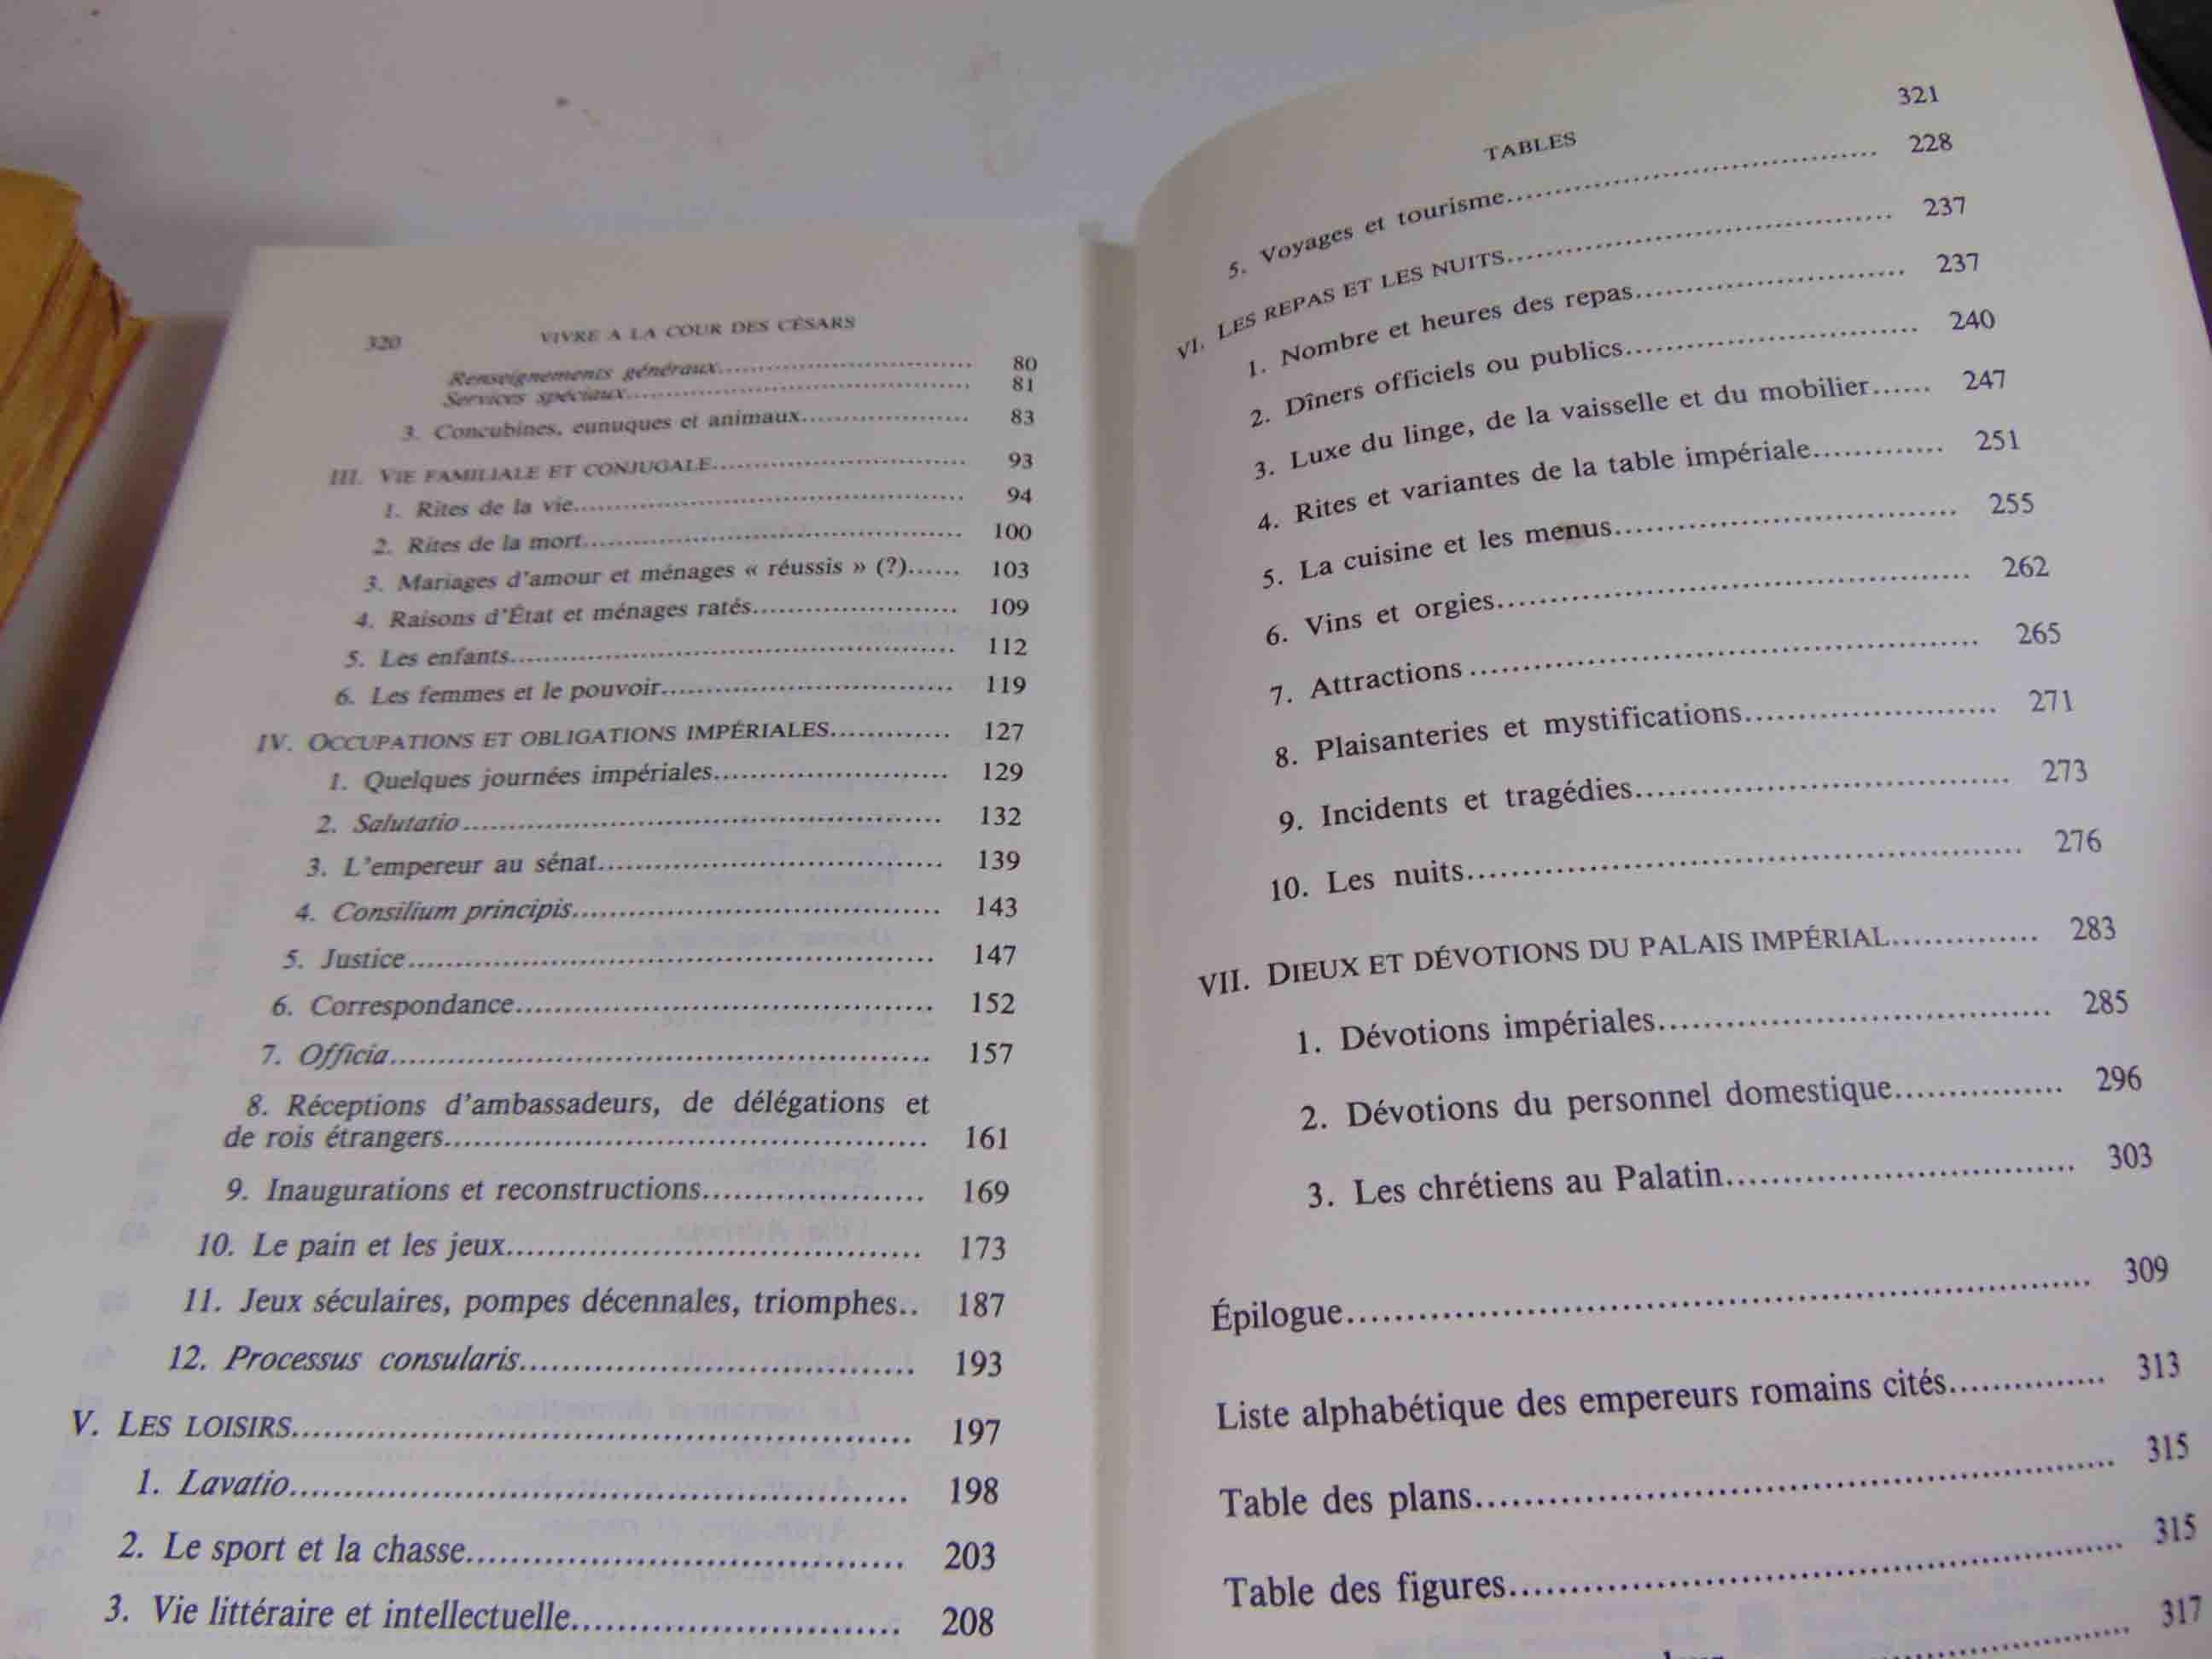 320 VIVRE A LA COUR DES CÉSARS
Renseignements généraux.......... 80
Services spéciaux.......... 81
3. Concubines, eunuques et animaux.......... 83
III. VIE FAMILIALE ET CONJUGALE.......... 93
1. Rites de la vie.......... 94
2. Rites de la mort.......... 100
3. Mariages d'amour et ménages « réussis » (?)...... 103
4. Raisons d'État et ménages ratés.......... 109
5. Les enfants.......... 112
6. Les femmes et le pouvoir.......... 119
IV. OCCUPATIONS ET OBLIGATIONS IMPÉRIALES.......... 127
1. Quelques journées impériales.......... 129
2. Salutatio.......... 132
3. L'empereur au sénat.......... 139
4. Consilium principis.......... 143
5. Justice.......... 147
6. Correspondance.......... 152
7. Officia.......... 157
8. Réceptions d'ambassadeurs, de délégations et
de rois étrangers.......... 161
9. Inaugurations et reconstructions.......... 169
10. Le pain et les jeux.......... 173
11. Jeux séculaires, pompes décennales, triomphes.. 187
12. Processus consularis.......... 193
V. LES LOISIRS.......... 197
1. Lavatio.......... 198
2. Le sport et la chasse.......... 203
3. Vie littéraire et intellectuelle.......... 208
TABLES 321
5. Voyages et tourisme.......... 228
VI. LES REPAS ET LES NUITS.......... 237
1. Nombre et heures des repas.......... 237
2. Dîners officiels ou publics.......... 240
3. Luxe du linge, de la vaisselle et du mobilier...... 247
4. Rites et variantes de la table impériale.......... 251
5. La cuisine et les menus.......... 255
6. Vins et orgies.......... 262
7. Attractions .......... 265
8. Plaisanteries et mystifications.......... 271
9. Incidents et tragédies.......... 273
10. Les nuits.......... 276
VII. DIEUX ET DÉVOTIONS DU PALAIS IMPÉRIAL.......... 283
1. Dévotions impériales.......... 285
2. Dévotions du personnel domestique.......... 296
3. Les chrétiens au Palatin.......... 303
Épilogue.......... 309
Liste alphabétique des empereurs romains cités.......... 313
Table des plans.......... 315
Table des figures.......... 315
317